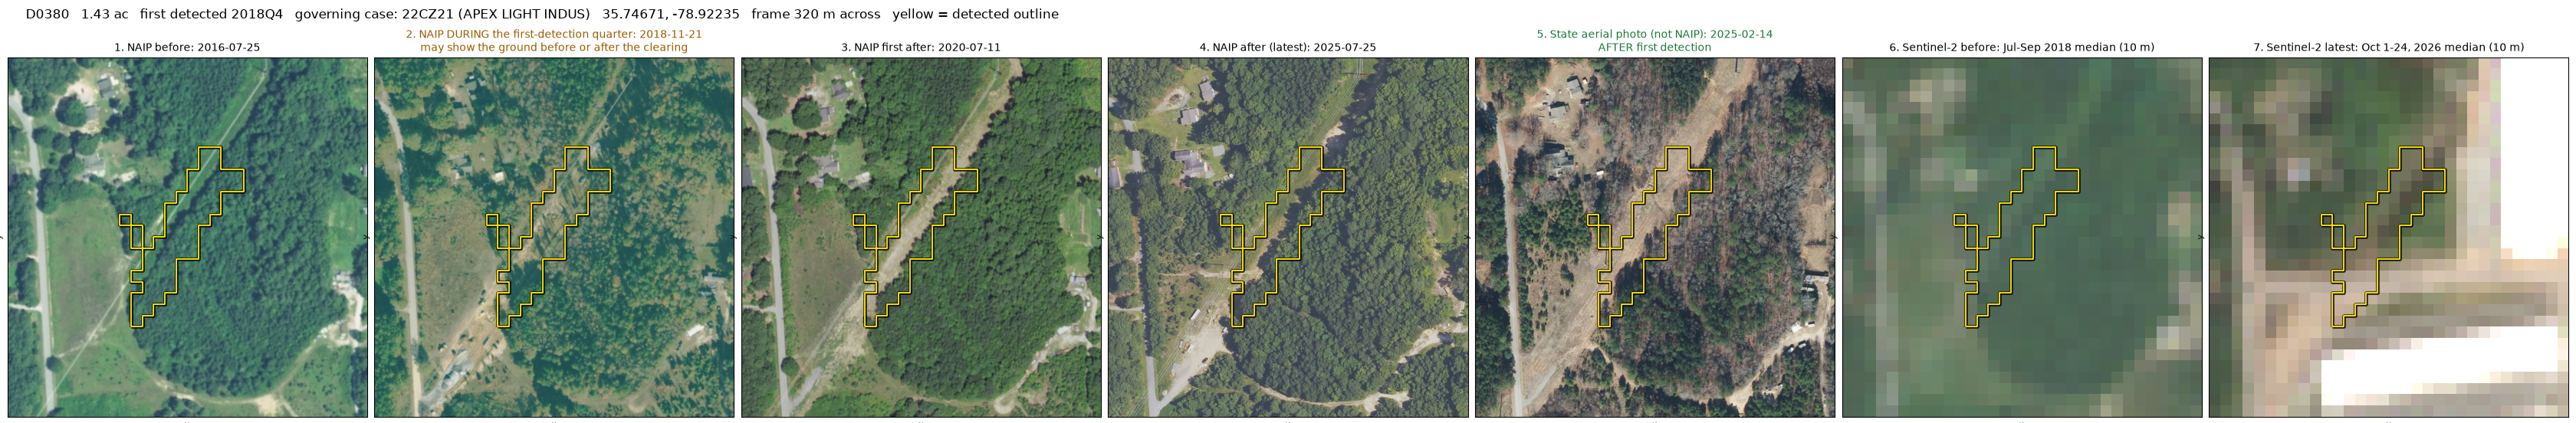 D0380   1.43 ac   first detected 2018Q4   governing case: 22CZ21 (APEX LIGHT INDUS)   35.74671, -78.92235   frame 320 m across   yellow = detected outline
1. NAIP before: 2016-07-25
2. NAIP DURING the first-detection quarter: 2018-11-21
may show the ground before or after the clearing
3. NAIP first after: 2020-07-11
4. NAIP after (latest): 2025-07-25
5. State aerial photo (not NAIP): 2025-02-14
AFTER first detection
6. Sentinel-2 before: Jul-Sep 2018 median (10 m)
7. Sentinel-2 latest: Oct 1-24, 2026 median (10 m)